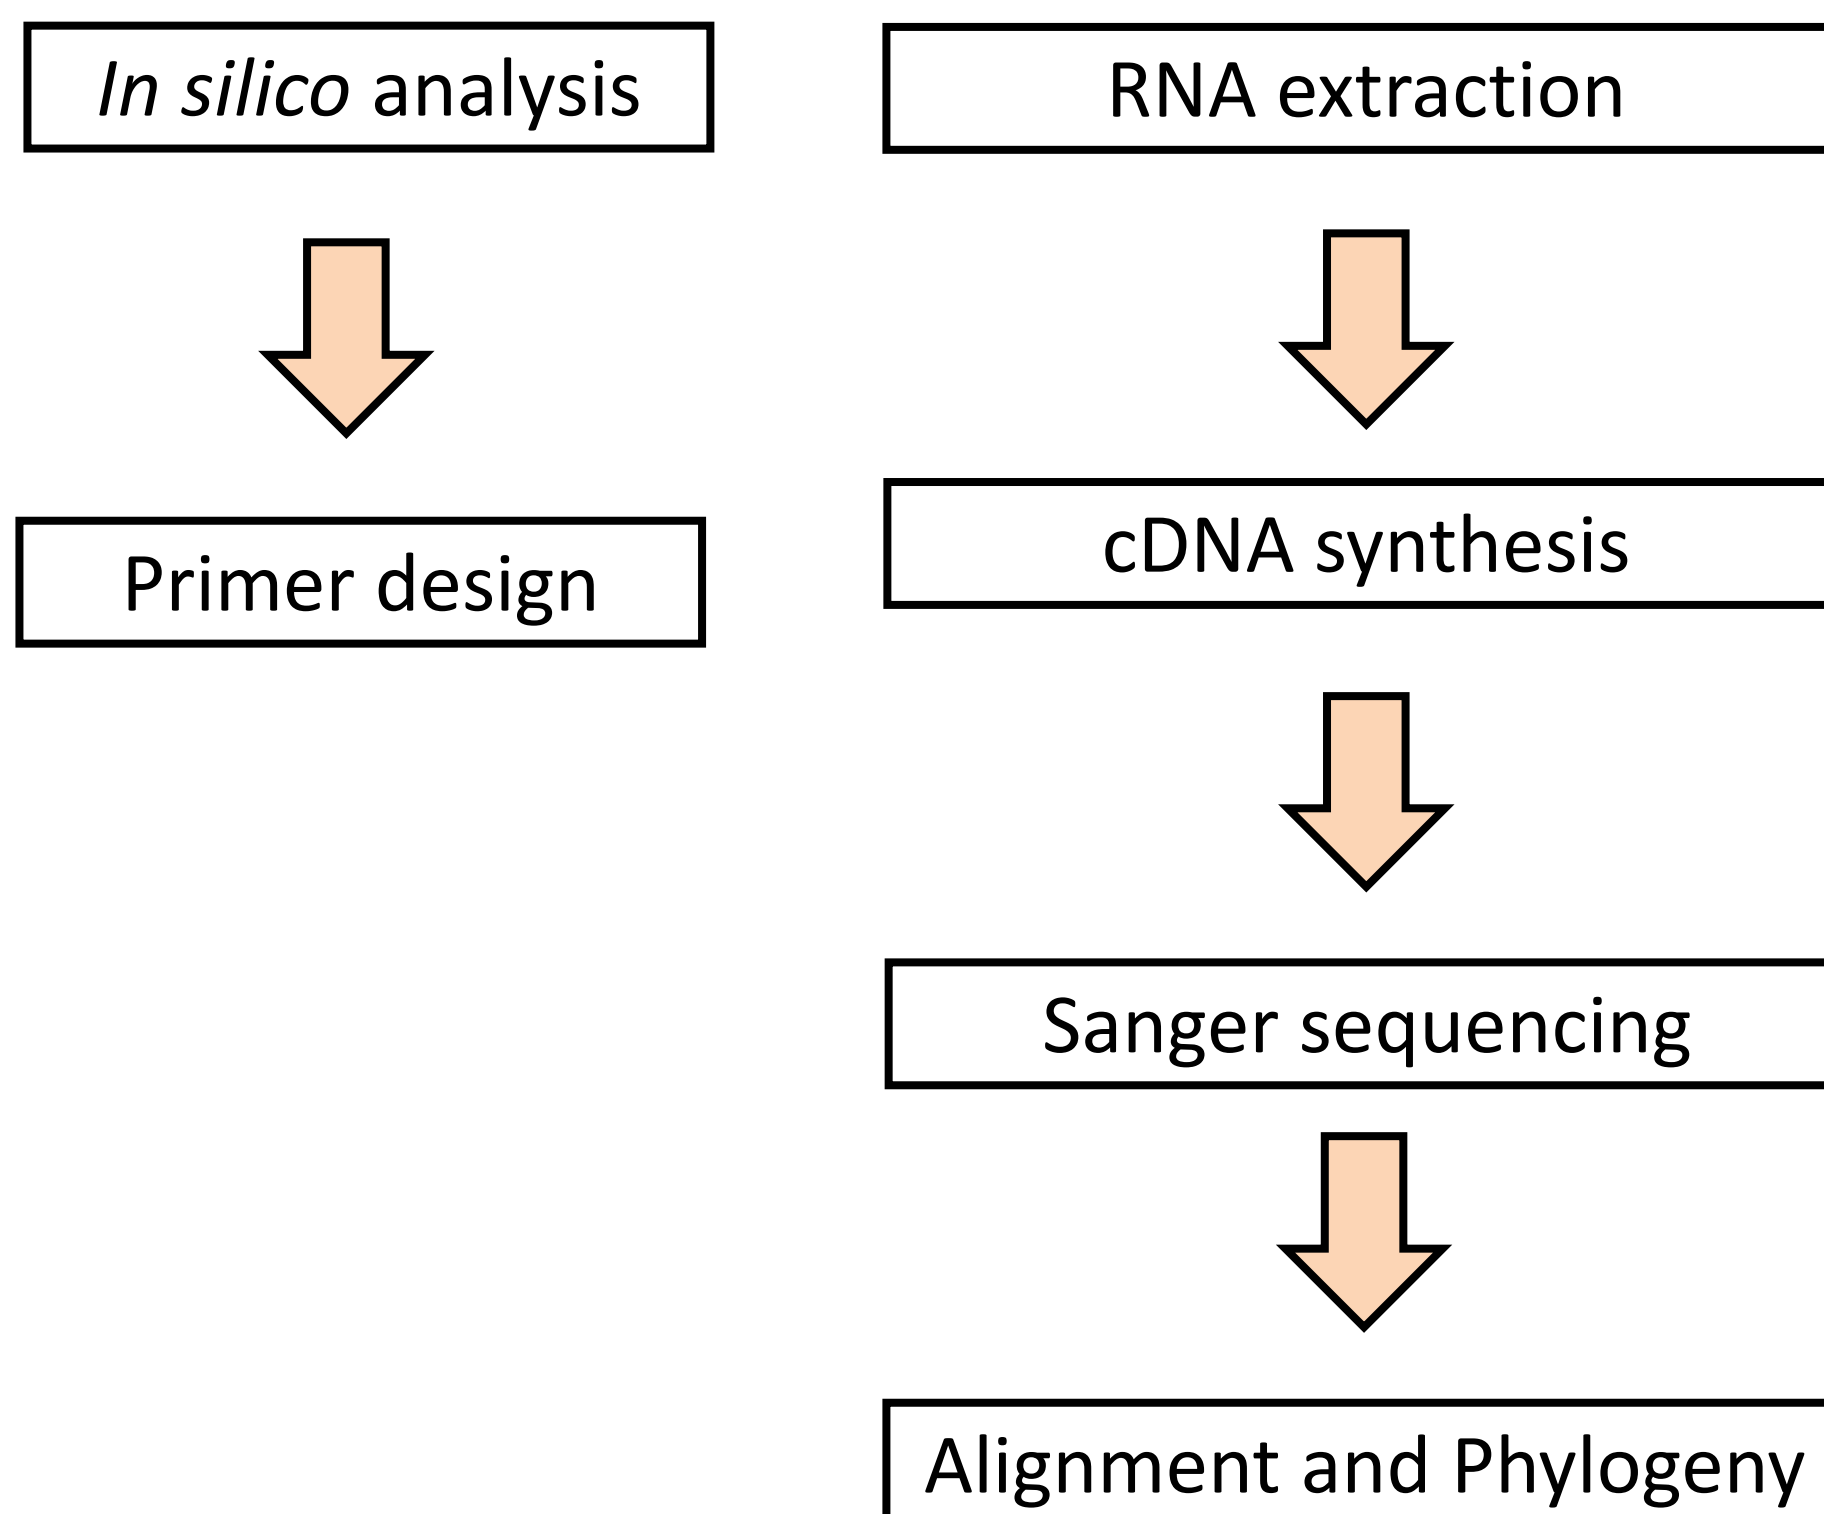 In silico analysis
Primer design
RNA extraction
cDNA synthesis
Sanger sequencing
Alignment and Phylogeny